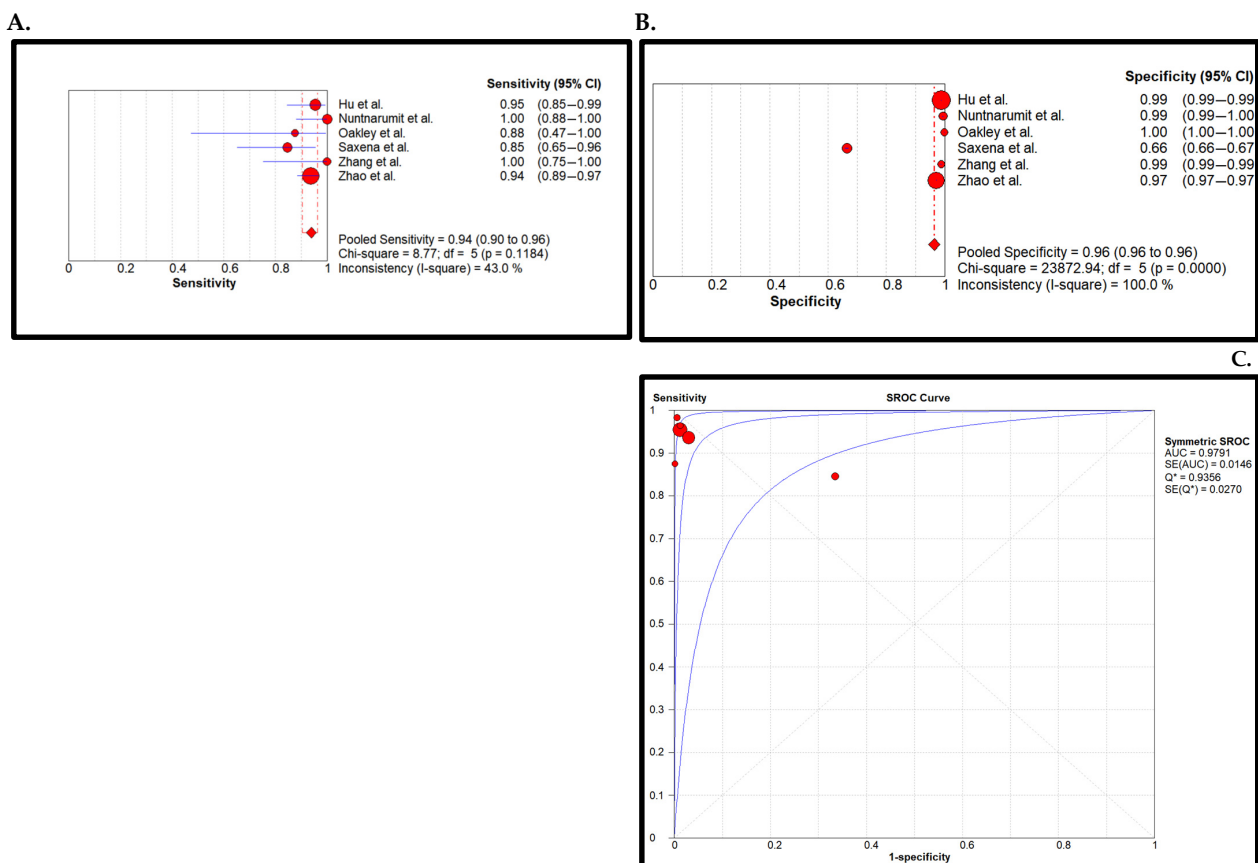 A.
Sensitivity (95% CI)
Hu et al. 0.95 (0.85—0.99
Nuntnarumit et al. 1.00 (0.88—1.00
Oakley et al. 0.88 (0.47—1.00
Saxena et al. 0.85 (0.65—0.96
Zhang et al. 1.00 (0.75—1.00
Zhao et al. 0.94 (0.89—0.97
Pooled Sensitivity = 0.94 (0.90 to 0.96)
Chi-square = 8.77; df = 5 (p = 0.1184)
Inconsistency (I-square) = 43.0 %
0 0.2 0.4 0.6 0.8 1
Sensitivity
B.
Specificity (95% CI)
Hu et al. 0.99 (0.99—0.99
Nuntnarumit et al. 0.99 (0.99—1.00
Oakley et al. 1.00 (1.00—1.00
Saxena et al. 0.66 (0.66—0.67
Zhang et al. 0.99 (0.99—0.99
Zhao et al. 0.97 (0.97—0.97
Pooled Specificity = 0.96 (0.96 to 0.96)
Chi-square = 23872.94; df = 5 (p = 0.0000)
Inconsistency (I-square) = 100.0 %
0 0.2 0.4 0.6 0.8 1
Specificity
C.
Sensitivity
SROC Curve
1
0.9
0.8
0.7
0.6
0.5
0.4
0.3
0.2
0.1
0
0 0.2 0.4 0.6 0.8 1
1-specificity
Symmetric SROC
AUC = 0.9791
SE(AUC) = 0.0146
Q* = 0.9356
SE(Q*) = 0.0270